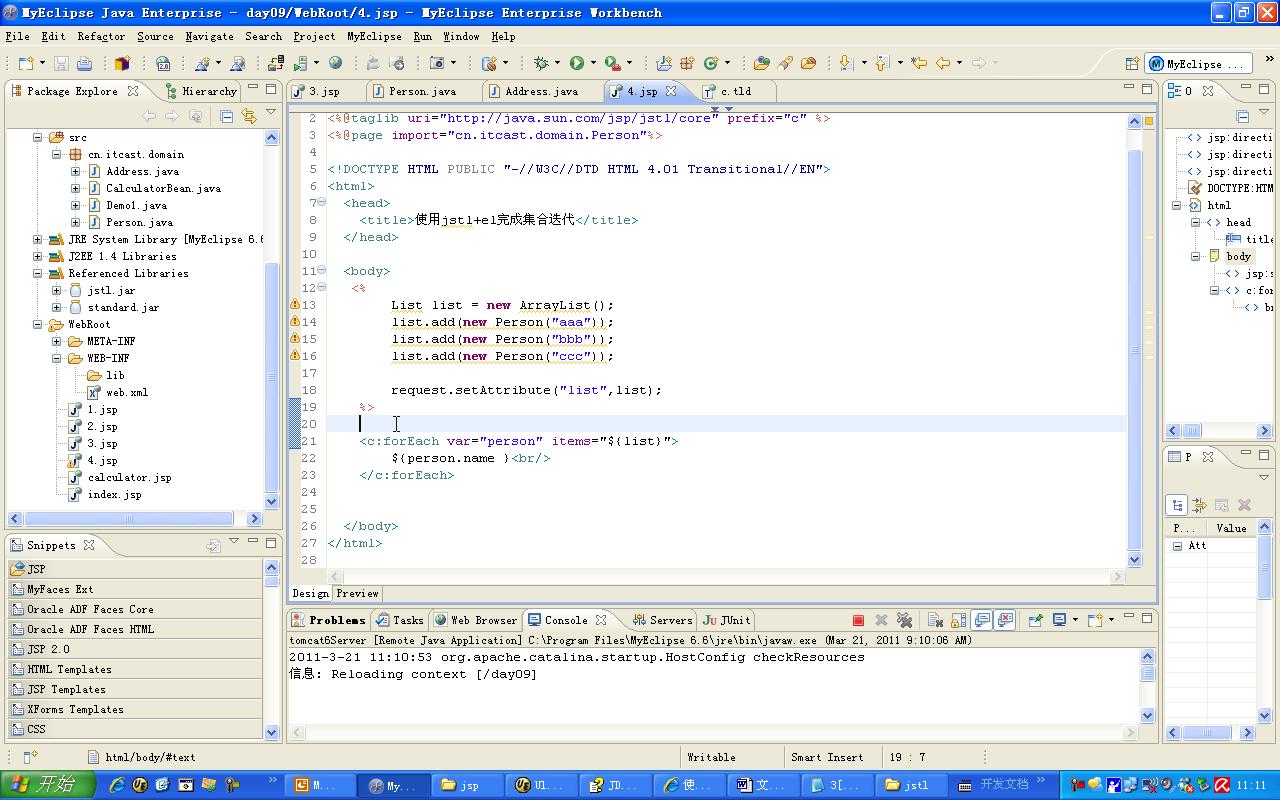 MyEclipse Java Enterprise - day09/WebRoot/4.jsp - MyEclipse Enterprise Workbench
File Edit Refactor Source Navigate Search Project MyEclipse Run Window Help
MyEclipse ...
Package Explore
Hierarchy
3.jsp
Person.java
Address.java
4.jsp
c.tld
O
src
cn.itcast.domain
Address.java
CalculatorBean.java
Demo1.java
Person.java
JRE System Library [MyEclipse 6.6
J2EE 1.4 Libraries
Referenced Libraries
jstl.jar
standard.jar
WebRoot
META-INF
WEB-INF
lib
web.xml
1.jsp
2.jsp
3.jsp
4.jsp
calculator.jsp
index.jsp
2 <%@taglib uri="http://java.sun.com/jsp/jstl/core" prefix="c" %>
3 <%@page import="cn.itcast.domain.Person"%>
4
5 <!DOCTYPE HTML PUBLIC "-//W3C//DTD HTML 4.01 Transitional//EN">
6 <html>
7 <head>
8 <title>使用jstl+el完成集合迭代</title>
9 </head>
10
11 <body>
12 <%
13 List list = new ArrayList();
14 list.add(new Person("aaa"));
15 list.add(new Person("bbb"));
16 list.add(new Person("ccc"));
17
18 request.setAttribute("list",list);
19 %>
20
21 <c:forEach var="person" items="${list}">
22 ${person.name }<br/>
23 </c:forEach>
24
25
26 </body>
27 </html>
28
Design Preview
jsp:directi
jsp:directi
jsp:directi
DOCTYPE:HTM
html
head
title
body
jsp:s
c:for
br
P
P... Value
Att
Snippets
JSP
MyFaces Ext
Oracle ADF Faces Core
Oracle ADF Faces HTML
JSP 2.0
HTML Templates
JSP Templates
XForms Templates
CSS
Problems Tasks Web Browser Console Servers JUnit
tomcat6Server [Remote Java Application] C:\Program Files\MyEclipse 6.6\jre\bin\javaw.exe (Mar 21, 2011 9:10:06 AM)
2011-3-21 11:10:53 org.apache.catalina.startup.HostConfig checkResources
信息: Reloading context [/day09]
html/body/#text
Writable
Smart Insert
19 : 7
开始
M...
My...
jsp
Ul...
JD...
使...
文...
3[...
jstl
开发文档
11:11